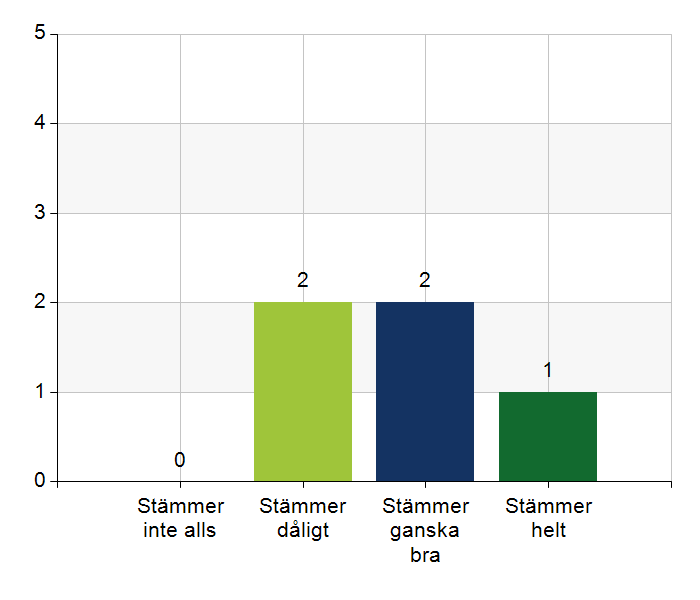 5
4
3
2
1
0
0
2
2
1
Stämmer
inte alls
Stämmer
dåligt
Stämmer
ganska
bra
Stämmer
helt